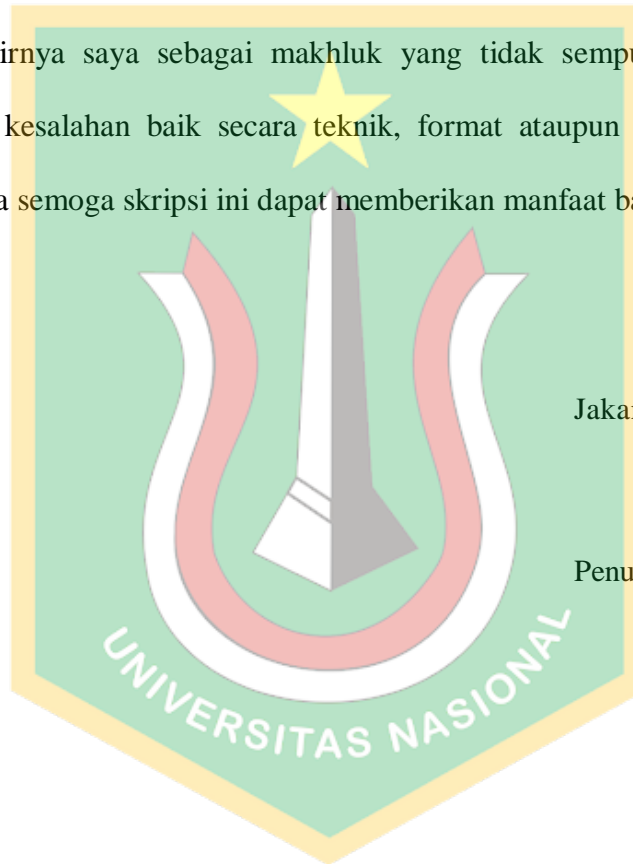 irnya saya sebagai makhluk yang tidak sempu
kesalahan baik secara teknik, format ataupun
a semoga skripsi ini dapat memberikan manfaat ba
Jakar
Penu
UNIVERSITAS NASIONAL